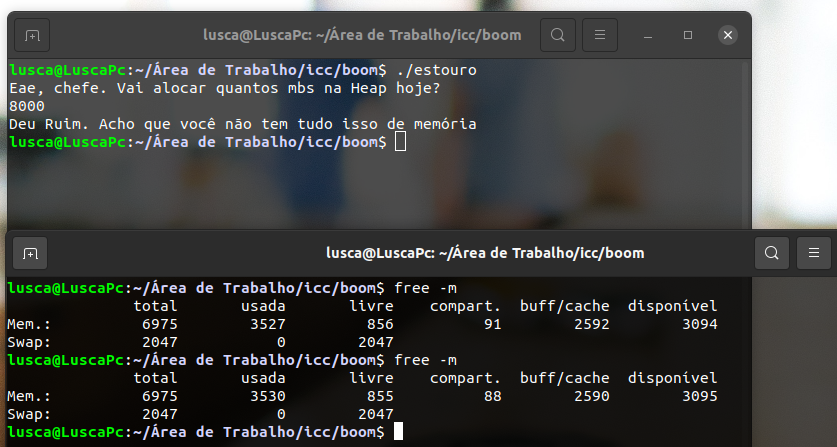 lusca@LuscaPc: ~/Área de Trabalho/icc/boom
lusca@LuscaPc:~/Área de Trabalho/icc/boom$ ./estouro
Eae, chefe. Vai alocar quantos mbs na Heap hoje?
8000
Deu Ruim. Acho que você não tem tudo isso de memória
lusca@LuscaPc:~/Área de Trabalho/icc/boom$
lusca@LuscaPc: ~/Área de Trabalho/icc/boom
lusca@LuscaPc:~/Área de Trabalho/icc/boom$ free -m
total usada livre compart. buff/cache disponível
Mem.: 6975 3527 856 91 2592 3094
Swap: 2047 0 2047
lusca@LuscaPc:~/Área de Trabalho/icc/boom$ free -m
total usada livre compart. buff/cache disponível
Mem.: 6975 3530 855 88 2590 3095
Swap: 2047 0 2047
lusca@LuscaPc:~/Área de Trabalho/icc/boom$